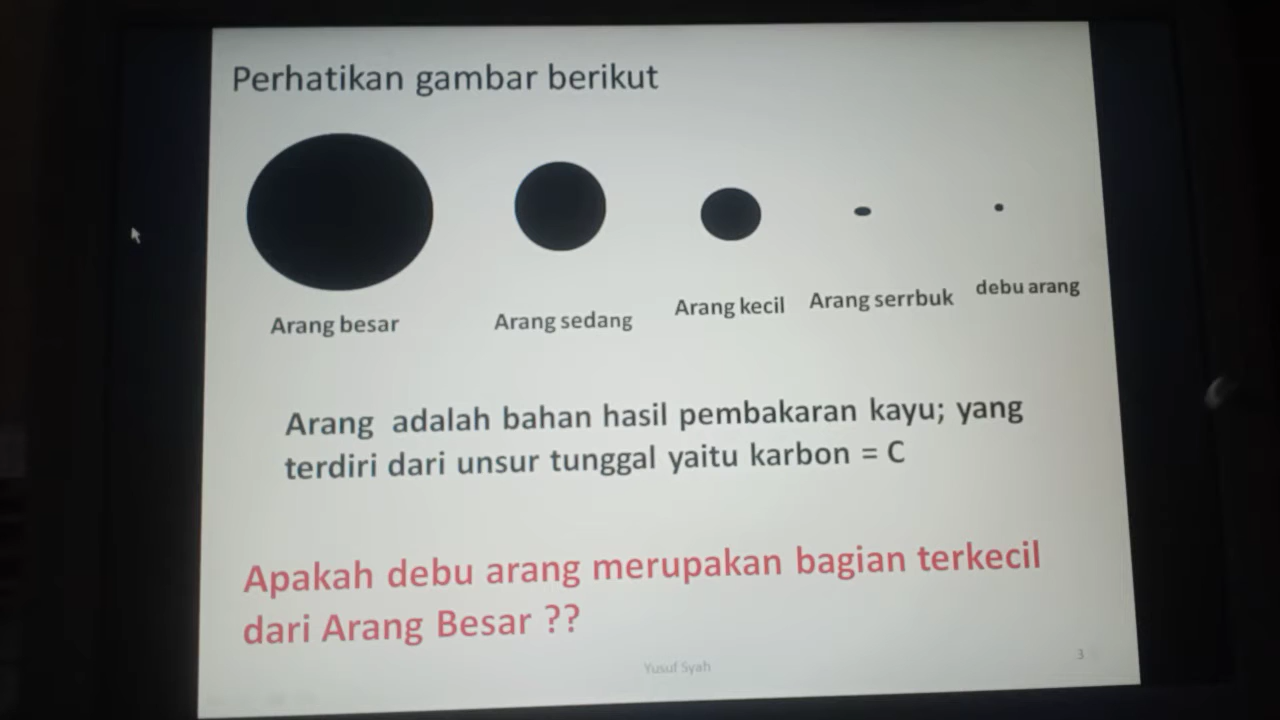 Perhatikan gambar berikut
Arang besar
Arang sedang
Arang kecil
Arang serrbuk
debu arang
Arang adalah bahan hasil pembakaran kayu; yang
terdiri dari unsur tunggal yaitu karbon = C
Apakah debu arang merupakan bagian terkecil
dari Arang Besar ??
Yusuf Syah
3